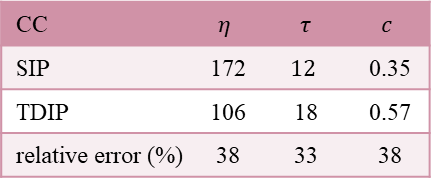 CC η τ c
SIP 172 12 0.35
TDIP 106 18 0.57
relative error (%) 38 33 38